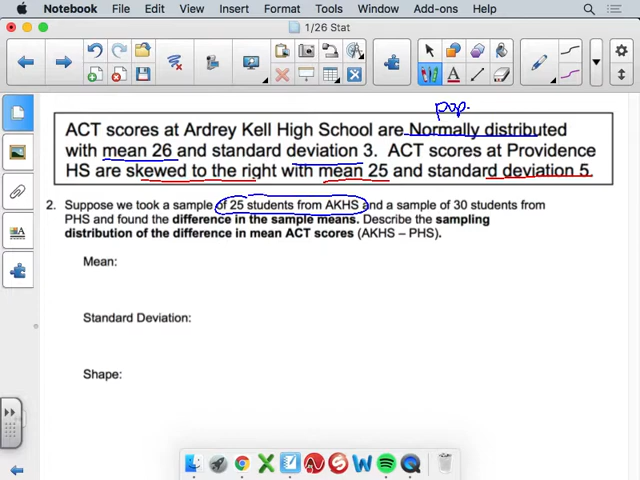 Notebook File Edit View Insert Format Tools Window Add-ons Help
1/26 Stat
pop.
ACT scores at Ardrey Kell High School are Normally distributed
with mean 26 and standard deviation 3. ACT scores at Providence
HS are skewed to the right with mean 25 and standard deviation 5.
2. Suppose we took a sample of 25 students from AKHS and a sample of 30 students from
PHS and found the difference in the sample means. Describe the sampling
distribution of the difference in mean ACT scores (AKHS – PHS).
Mean:
Standard Deviation:
Shape: